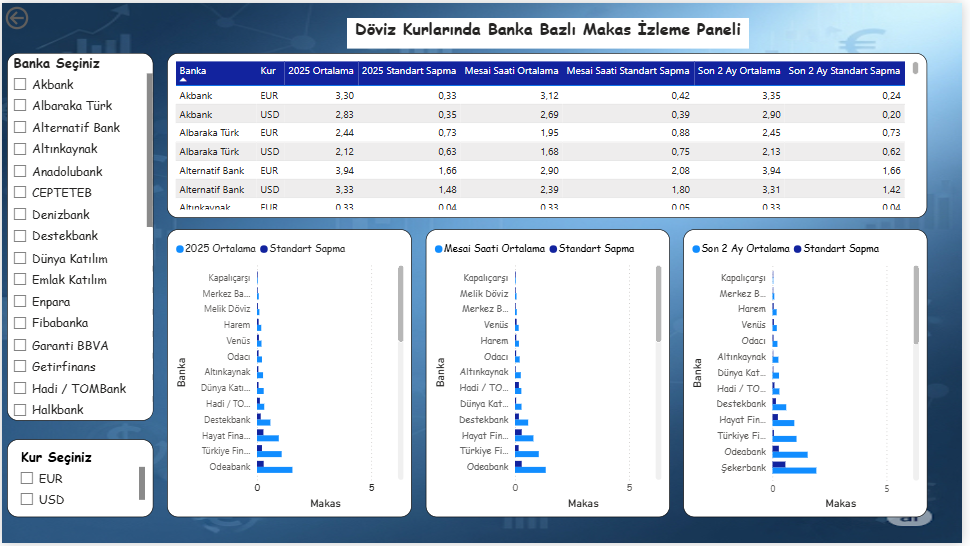 Döviz Kurlarında Banka Bazlı Makas İzleme Paneli
Banka Seçiniz
Akbank
Albaraka Türk
Alternatif Bank
Altınkaynak
Anadolubank
CEPTETEB
Denizbank
Destekbank
Dünya Katılım
Emlak Katılım
Enpara
Fibabanka
Garanti BBVA
Getirfinans
Hadi / TOMBank
Halkbank
Kur Seçiniz
EUR
USD
Banka Kur 2025 Ortalama 2025 Standart Sapma Mesai Saati Ortalama Mesai Saati Standart Sapma Son 2 Ay Ortalama Son 2 Ay Standart Sapma
Akbank EUR 3,30 0,33 3,12 0,42 3,35 0,24
Akbank USD 2,83 0,35 2,69 0,39 2,90 0,20
Albaraka Türk EUR 2,44 0,73 1,95 0,88 2,45 0,73
Albaraka Türk USD 2,12 0,63 1,68 0,75 2,13 0,62
Alternatif Bank EUR 3,94 1,66 2,90 2,08 3,94 1,66
Alternatif Bank USD 3,33 1,48 2,39 1,80 3,31 1,42
Altınkaynak EUR 0,33 0,04 0,33 0,05 0,33 0,04
2025 Ortalama Standart Sapma
Banka
Kapalıçarşı
Merkez Ba...
Melik Döviz
Harem
Venüs
Odacı
Altınkaynak
Dünya Katı...
Hadi / TO...
Destekbank
Hayat Fina...
Türkiye Fin...
Odeabank
0 5
Makas
Mesai Saati Ortalama Standart Sapma
Banka
Kapalıçarşı
Melik Döviz
Merkez B...
Venüs
Harem
Odacı
Altınkaynak
Hadi / TO...
Dünya Kat...
Destekbank
Hayat Fin...
Türkiye Fi...
Odeabank
0 5
Makas
Son 2 Ay Ortalama Standart Sapma
Banka
Kapalıçarşı
Merkez B...
Harem
Venüs
Odacı
Altınkaynak
Dünya Kat...
Hadi / TO...
Destekbank
Hayat Fin...
Türkiye Fi...
Odeabank
Şekerbank
0 5
Makas